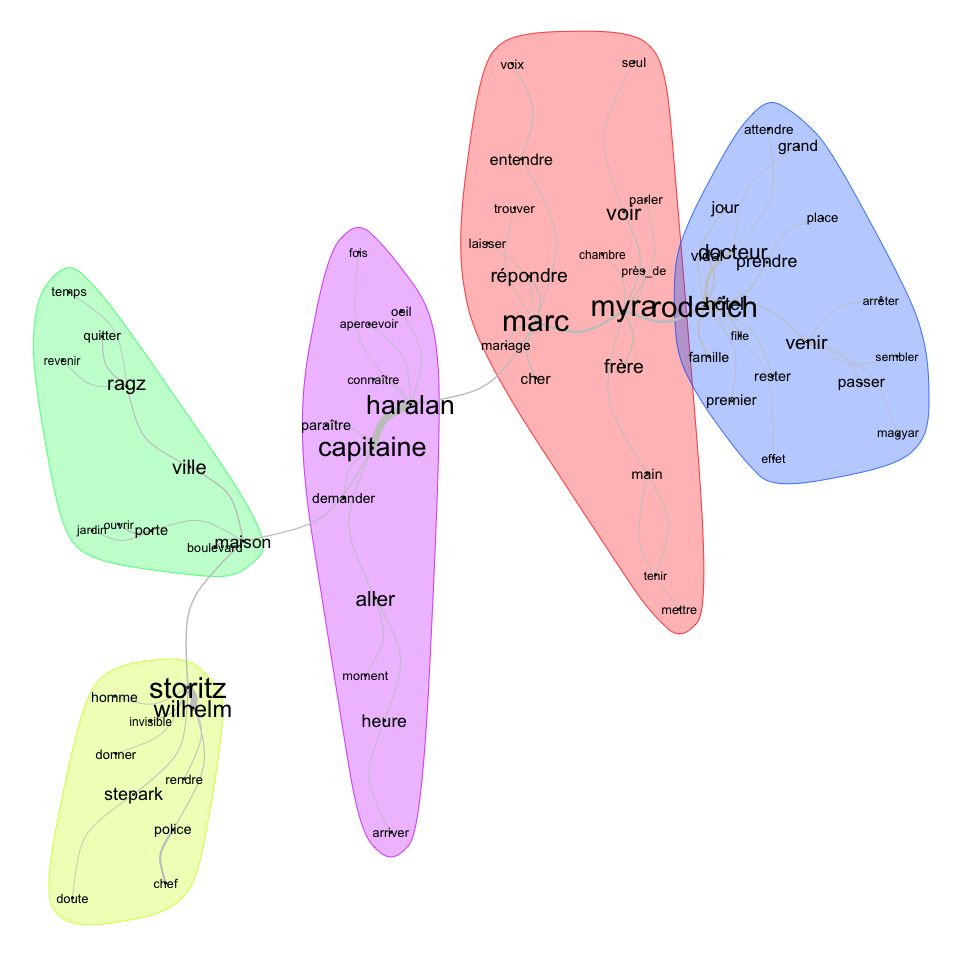 temps
quitter
revenir
ragz
ville
jardin
ouvrir
porte
boulevard
maison
storitz
wilhelm
homme
invisible
donner
rendre
stepark
police
chef
doute
fois
oeil
apercevoir
connaître
haralan
paraître
capitaine
demander
aller
moment
heure
arriver
voix
seul
entendre
trouver
parler
voir
laisser
chambre
près_de
répondre
marc
myra
mariage
cher
frère
main
tenir
mettre
attendre
grand
jour
place
docteur
vidal
prendre
roderich
hôtel
arrêter
fille
venir
famille
sembler
rester
passer
premier
magyar
effet